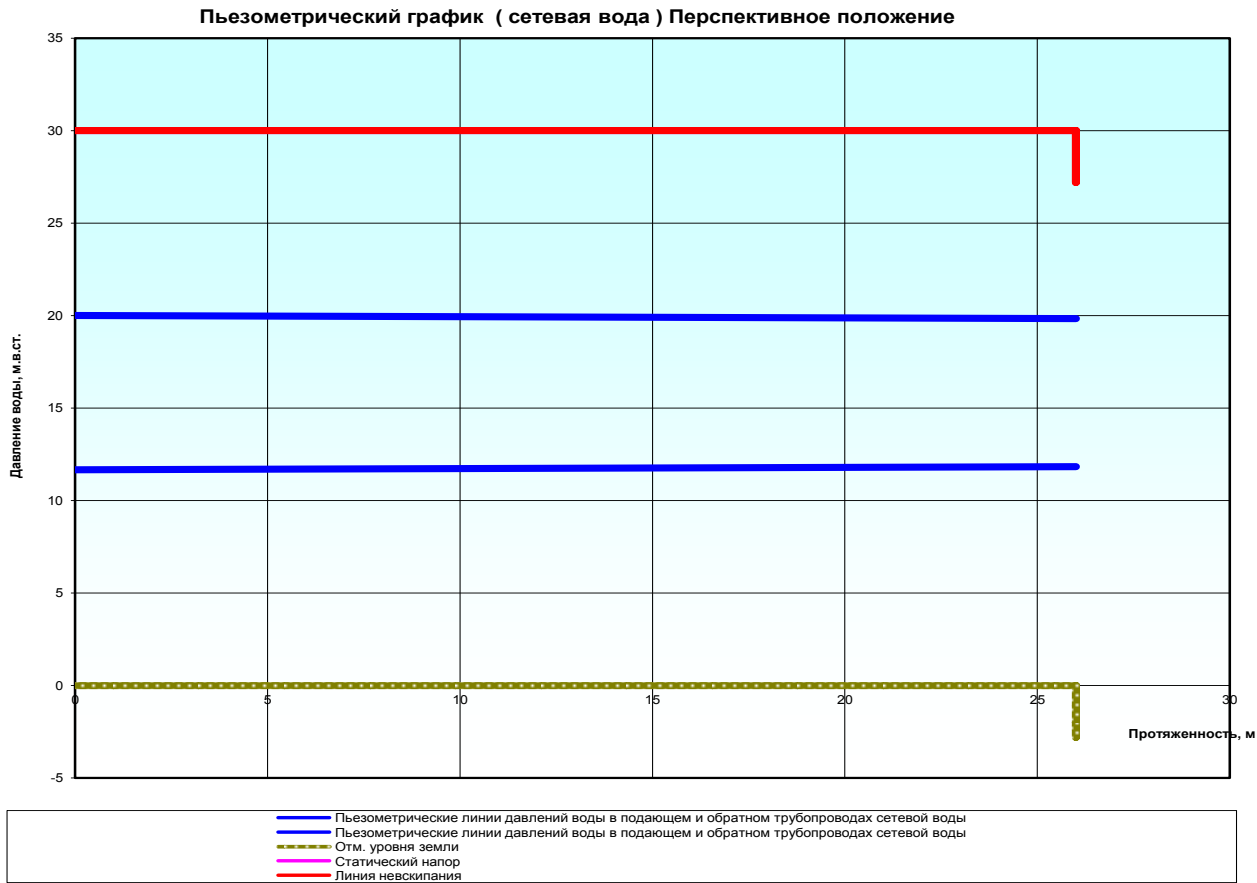 Пьезометрический график ( сетевая вода ) Перспективное положение
35
30
25
20
15
10
5
0
-5
0 5 10 15 20 25 30
Давление воды, м.в.ст.
Протяженность, м
Пьезометрические линии давлений воды в подающем и обратном трубопроводах сетевой воды
Пьезометрические линии давлений воды в подающем и обратном трубопроводах сетевой воды
Отм. уровня земли
Статический напор
Линия невскипания